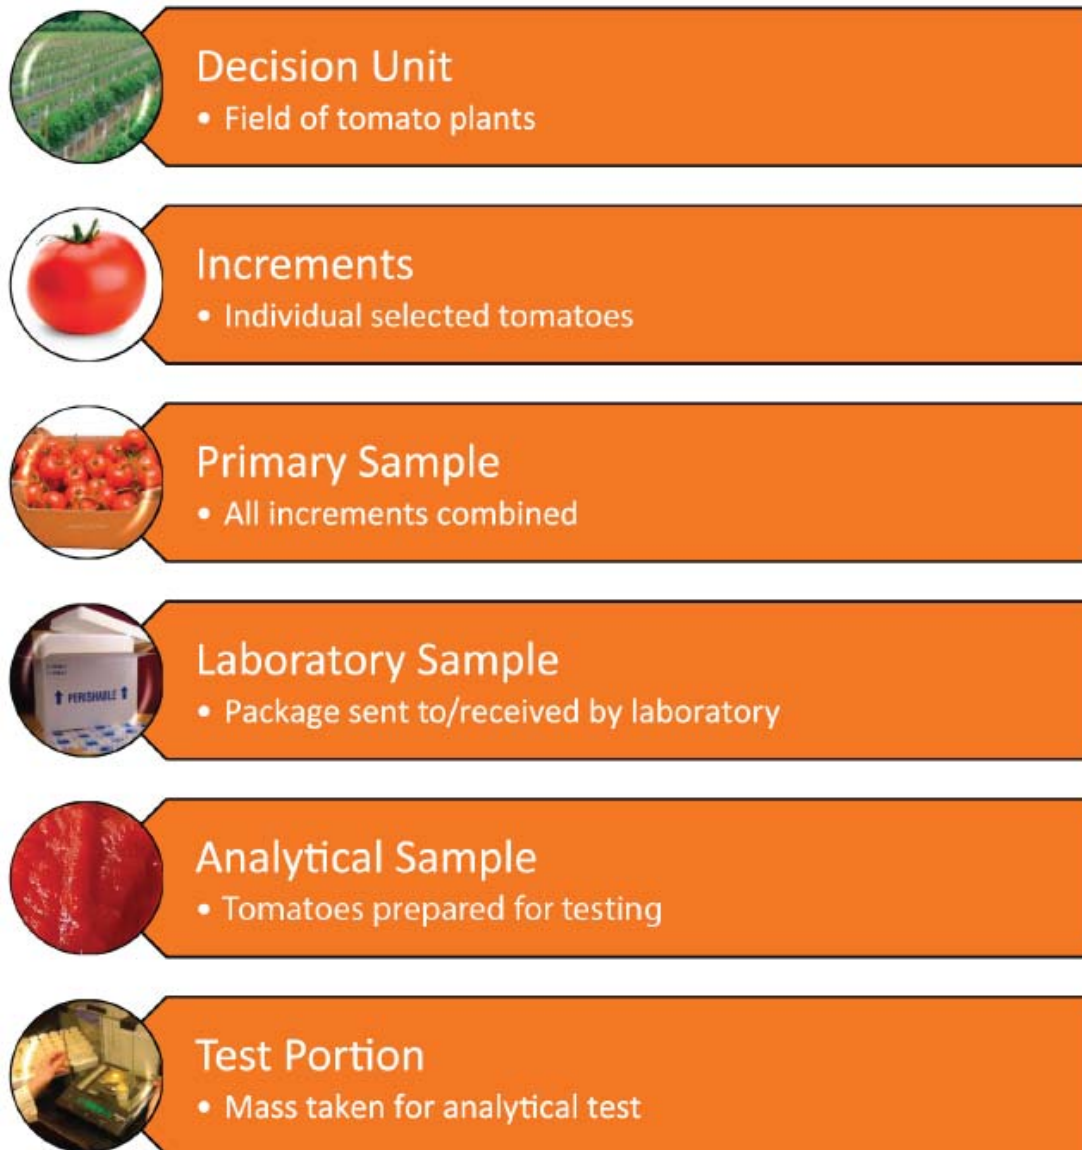 Decision Unit
• Field of tomato plants
Increments
• Individual selected tomatoes
Primary Sample
• All increments combined
Laboratory Sample
• Package sent to/received by laboratory
PERISHABLE
Analytical Sample
• Tomatoes prepared for testing
Test Portion
• Mass taken for analytical test